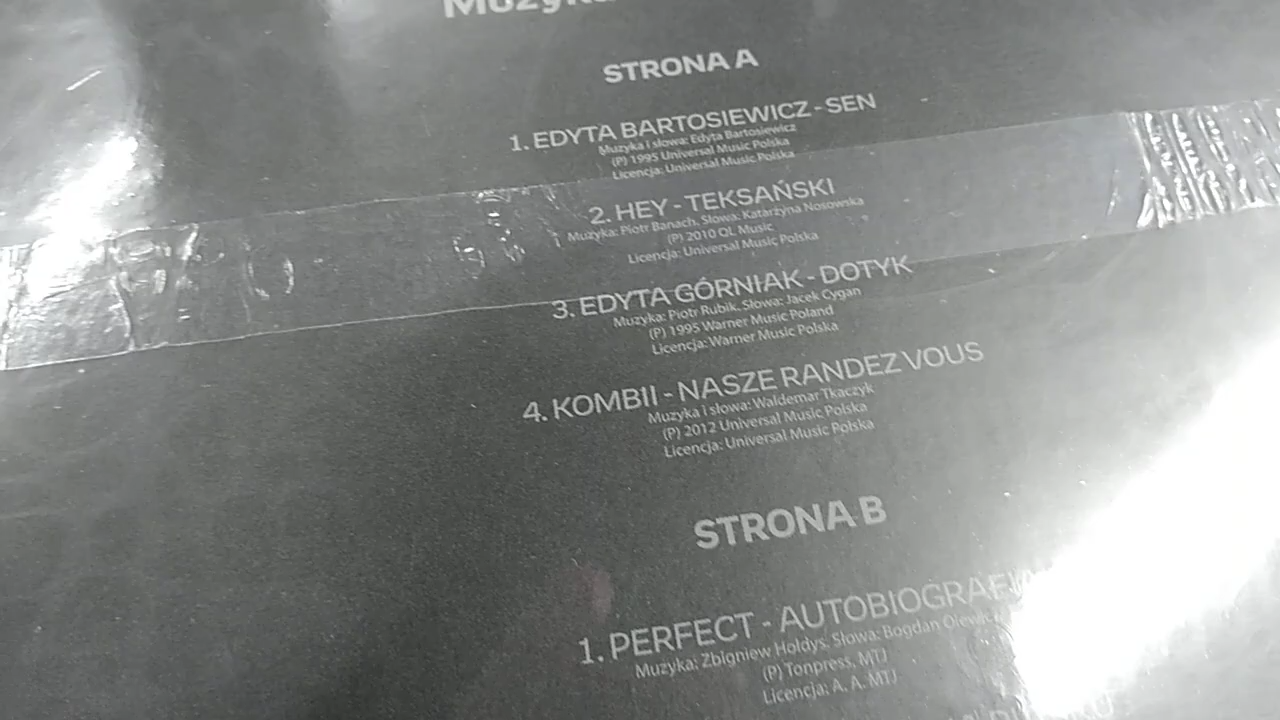 STRONA A
1. EDYTA BARTOSIEWICZ - SEN
Muzyka i słowa: Edyta Bartosiewicz
(P) 1995 Universal Music Polska
Licencja: Universal Music Polska
2. HEY - TEKSAŃSKI
Muzyka: Piotr Banach, Słowa: Katarzyna Nosowska
(P) 2010 QL Music
Licencja: Universal Music Polska
3. EDYTA GÓRNIAK - DOTYK
Muzyka: Piotr Rubik, Słowa: Jacek Cygan
(P) 1995 Warner Music Poland
Licencja: Warner Music Polska
4. KOMBII - NASZE RANDEZ VOUS
Muzyka i słowa: Waldemar Tkaczyk
(P) 2012 Universal Music Polska
Licencja: Universal Music Polska
STRONA B
1. PERFECT -
Muzyka: Zbigniew Hołdys, Słowa: Bogdan
(P) Tonpress, MTJ
Licencja: A. A. MTJ